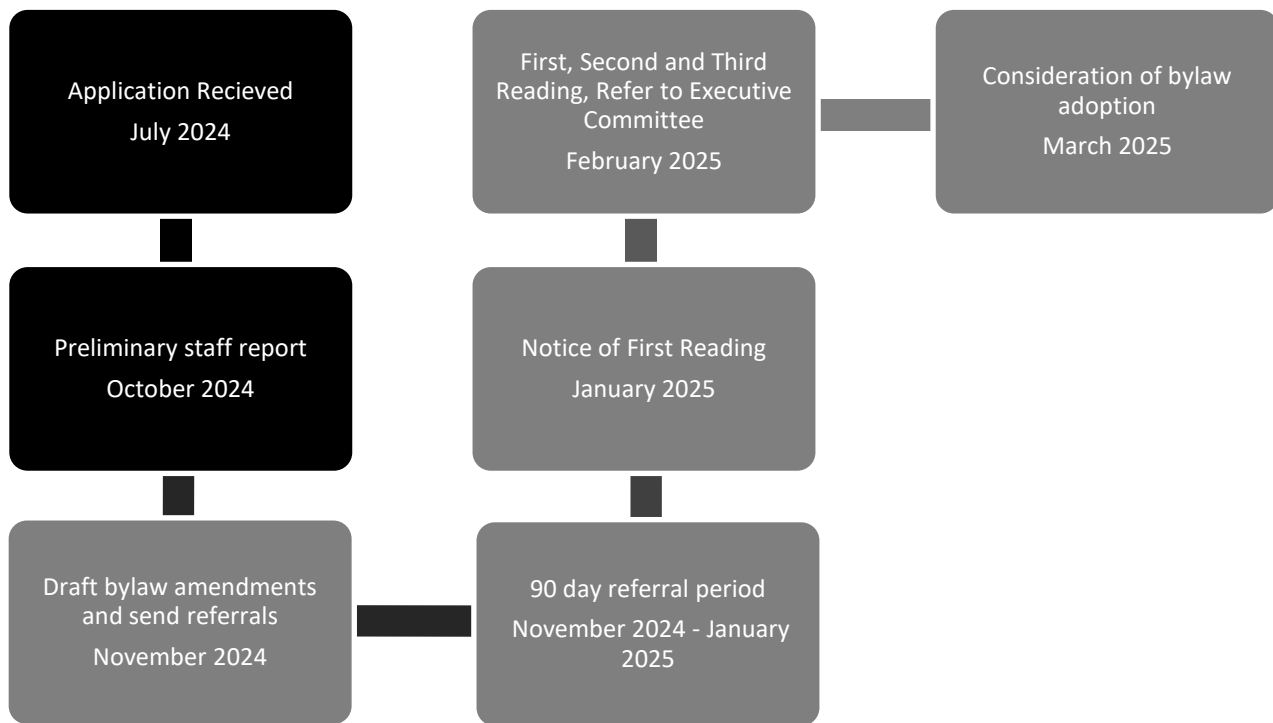 Application Recieved
July 2024
Preliminary staff report
October 2024
Draft bylaw amendments
and send referrals
November 2024
90 day referral period
November 2024 - January
2025
Notice of First Reading
January 2025
First, Second and Third
Reading, Refer to Executive
Committee
February 2025
Consideration of bylaw
adoption
March 2025